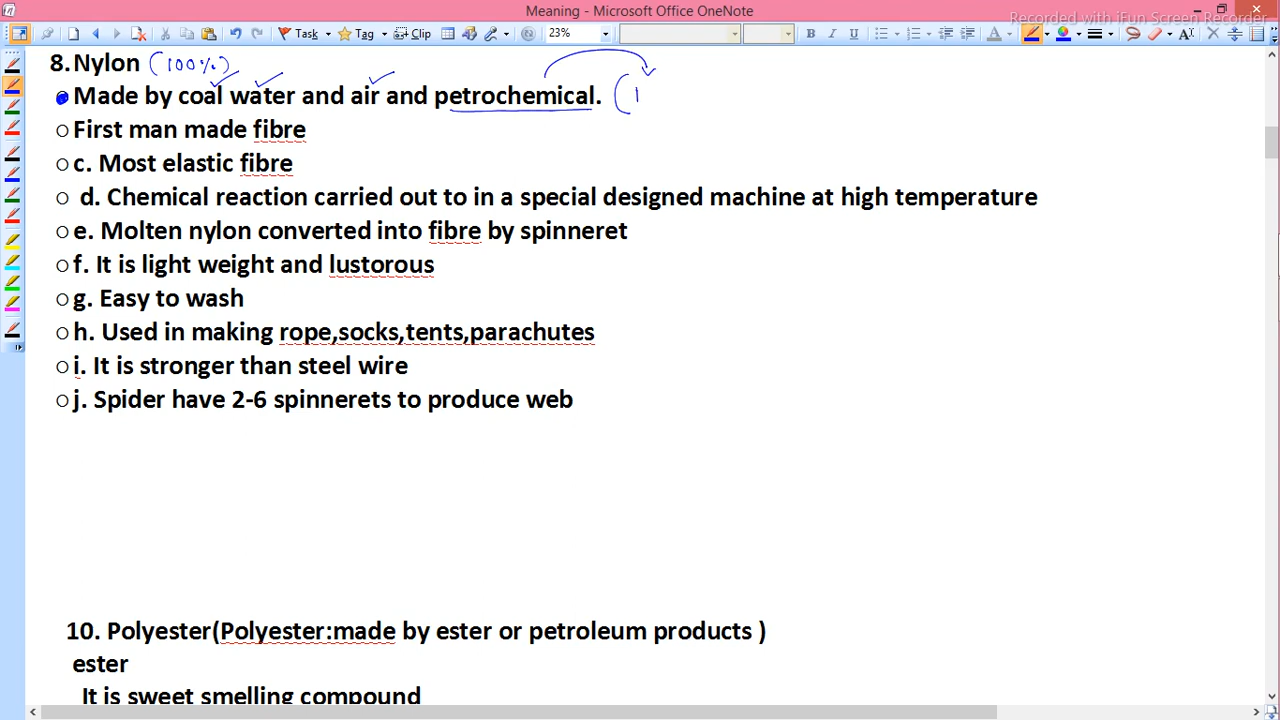 Meaning - Microsoft Office OneNote
Recorded with iFun Screen Recorder
Task Tag Clip 23% B I U
8. Nylon (100%)
Made by coal water and air and petrochemical. (
First man made fibre
c. Most elastic fibre
d. Chemical reaction carried out to in a special designed machine at high temperature
e. Molten nylon converted into fibre by spinneret
f. It is light weight and lustorous
g. Easy to wash
h. Used in making rope,socks,tents,parachutes
i. It is stronger than steel wire
j. Spider have 2-6 spinnerets to produce web
10. Polyester(Polyester:made by ester or petroleum products )
ester
It is sweet smelling compound